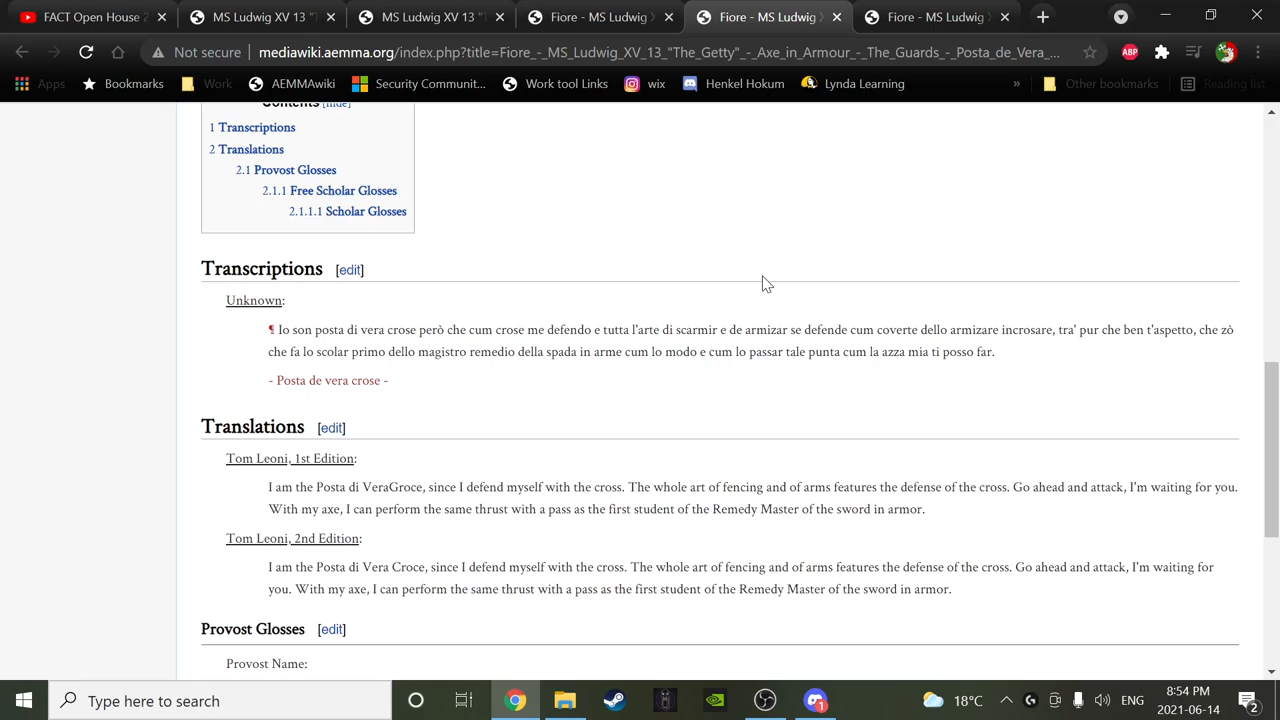 FACT Open House 2
MS Ludwig XV 13 "T
MS Ludwig XV 13 "T
Fiore - MS Ludwig
Fiore - MS Ludwig
Fiore - MS Ludwig
Not secure
mediawiki.aemma.org/index.php?title=Fiore_-_MS_Ludwig_XV_13_"The_Getty"_-_Axe_in_Armour_-_The_Guards_-_Posta_de_Vera_...
ABP
Apps
Bookmarks
Work
AEMMAwiki
Security Communit...
Work tool Links
wix
Henkel Hokum
Lynda Learning
»
Other bookmarks
Reading list
Contents [hide]
1 Transcriptions
2 Translations
2.1 Provost Glosses
2.1.1 Free Scholar Glosses
2.1.1.1 Scholar Glosses
Transcriptions [edit]
Unknown:
¶ Io son posta di vera crose però che cum crose me defendo e tutta l'arte di scarmir e de armizar se defende cum coverte dello armizare incrosare, tra' pur che ben t'aspetto, che zò
che fa lo scolar primo dello magistro remedio della spada in arme cum lo modo e cum lo passar tale punta cum la azza mia ti posso far.
- Posta de vera crose -
Translations [edit]
Tom Leoni, 1st Edition:
I am the Posta di VeraGroce, since I defend myself with the cross. The whole art of fencing and of arms features the defense of the cross. Go ahead and attack, I'm waiting for you.
With my axe, I can perform the same thrust with a pass as the first student of the Remedy Master of the sword in armor.
Tom Leoni, 2nd Edition:
I am the Posta di Vera Croce, since I defend myself with the cross. The whole art of fencing and of arms features the defense of the cross. Go ahead and attack, I'm waiting for
you. With my axe, I can perform the same thrust with a pass as the first student of the Remedy Master of the sword in armor.
Provost Glosses [edit]
Provost Name:
Type here to search
1
18°C
ENG
8:54 PM
2021-06-14
2